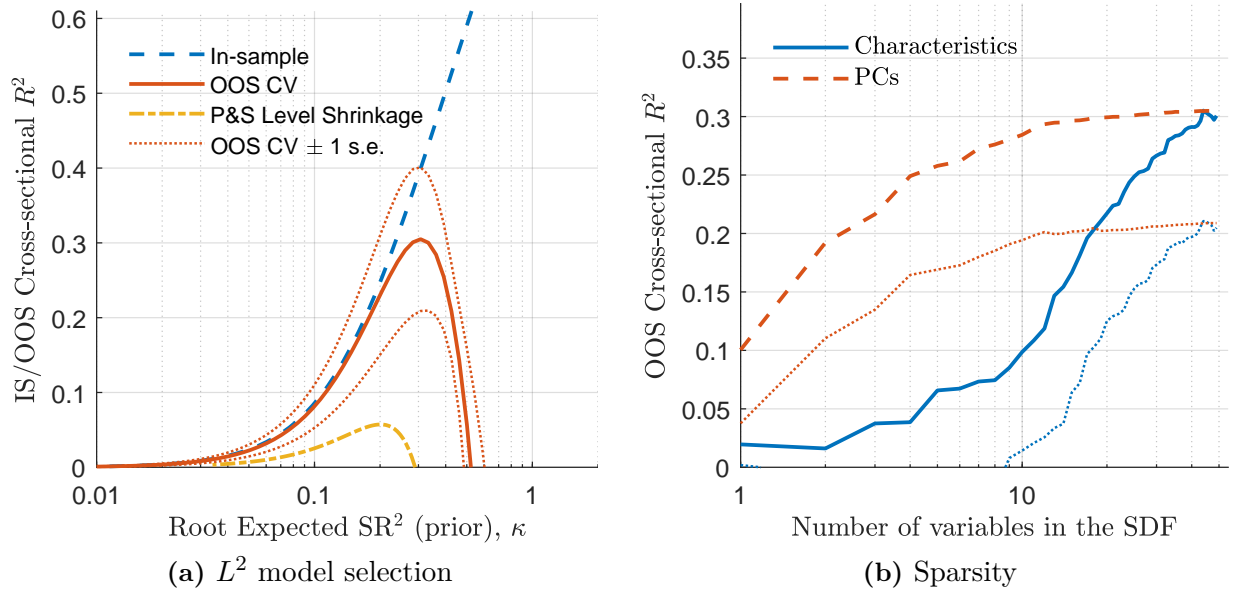 0.6
0.5
0.4
0.3
0.2
0.1
0
IS/OOS Cross-sectional R²
In-sample
OOS CV
P&S Level Shrinkage
OOS CV ± 1 s.e.
0.01
0.1
1
Root Expected SR² (prior), κ
(a) L² model selection
0.35
0.3
0.25
0.2
0.15
0.1
0.05
0
OOS Cross-sectional R²
Characteristics
PCs
1
10
Number of variables in the SDF
(b) Sparsity